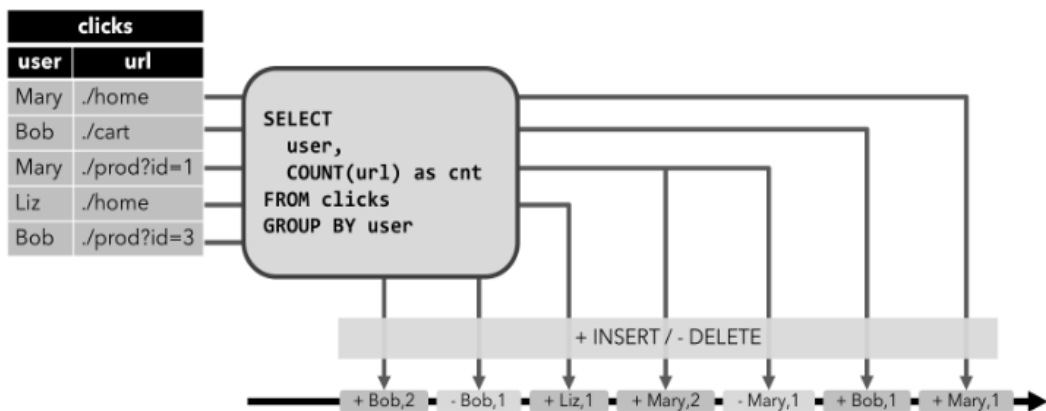 clicks
user url
Mary ./home
Bob ./cart
Mary ./prod?id=1
Liz ./home
Bob ./prod?id=3
SELECT
user,
COUNT(url) as cnt
FROM clicks
GROUP BY user
+ INSERT / - DELETE
+ Bob,2 - Bob,1 + Liz,1 + Mary,2 - Mary,1 + Bob,1 + Mary,1